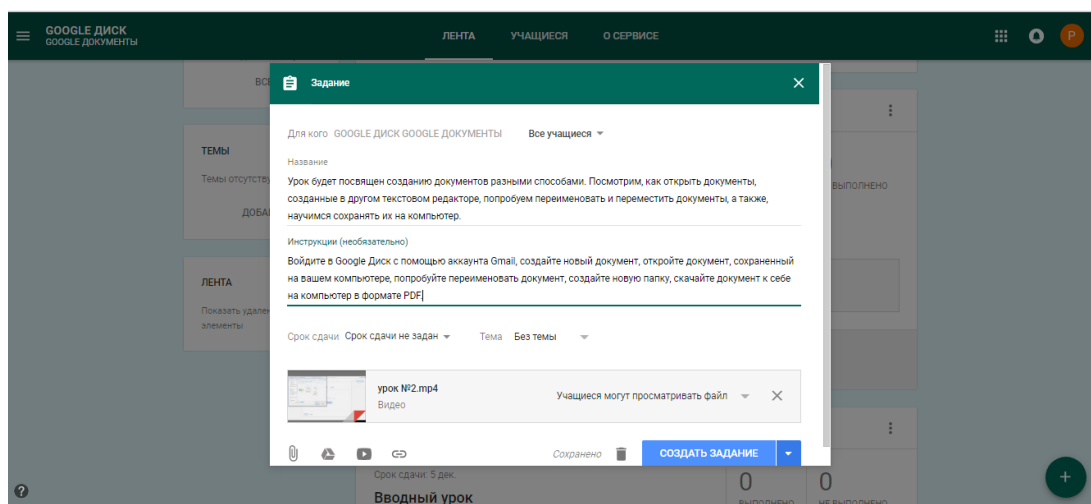 GOOGLE ДИСК
GOOGLE ДОКУМЕНТЫ
ЛЕНТА УЧАЩИЕСЯ О СЕРВИСЕ
P
Задание
Для кого GOOGLE ДИСК GOOGLE ДОКУМЕНТЫ Все учащиеся
Название
Урок будет посвящен созданию документов разными способами. Посмотрим, как открыть документы,
созданные в другом текстовом редакторе, попробуем переименовать и переместить документы, а также,
научимся сохранять их на компьютер.
Инструкции (необязательно)
Войдите в Google Диск с помощью аккаунта Gmail, создайте новый документ, откройте документ, сохраненный
на вашем компьютере, попробуйте переименовать документ, создайте новую папку, скачайте документ к себе
на компьютер в формате PDF.
Срок сдачи Срок сдачи не задан Тема Без темы
урок №2.mp4
Видео
Учащиеся могут просматривать файл
Сохранено СОЗДАТЬ ЗАДАНИЕ
ВСЕ
ТЕМЫ
Темы отсутству
ДОБА
ЛЕНТА
Показать удален
элементы
ВЫПОЛНЕНО
Срок сдачи: 5 дек.
Вводный урок
0 0
ВЫПОЛНЕНО НЕ ВЫПОЛНЕНО